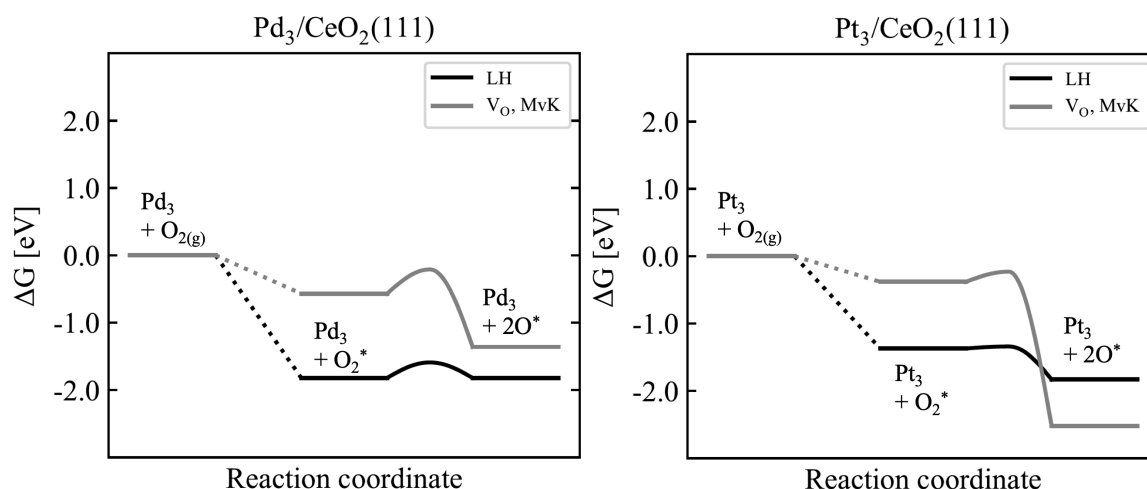 Pd₃/CeO₂(111)
LH
V_O, MvK
ΔG [eV]
2.0
1.0
0.0
-1.0
-2.0
Pd₃
+ O₂(g)
Pd₃
+ O₂*
Pd₃
+ 2O*
Reaction coordinate
Pt₃/CeO₂(111)
LH
V_O, MvK
ΔG [eV]
2.0
1.0
0.0
-1.0
-2.0
Pt₃
+ O₂(g)
Pt₃
+ O₂*
Pt₃
+ 2O*
Reaction coordinate